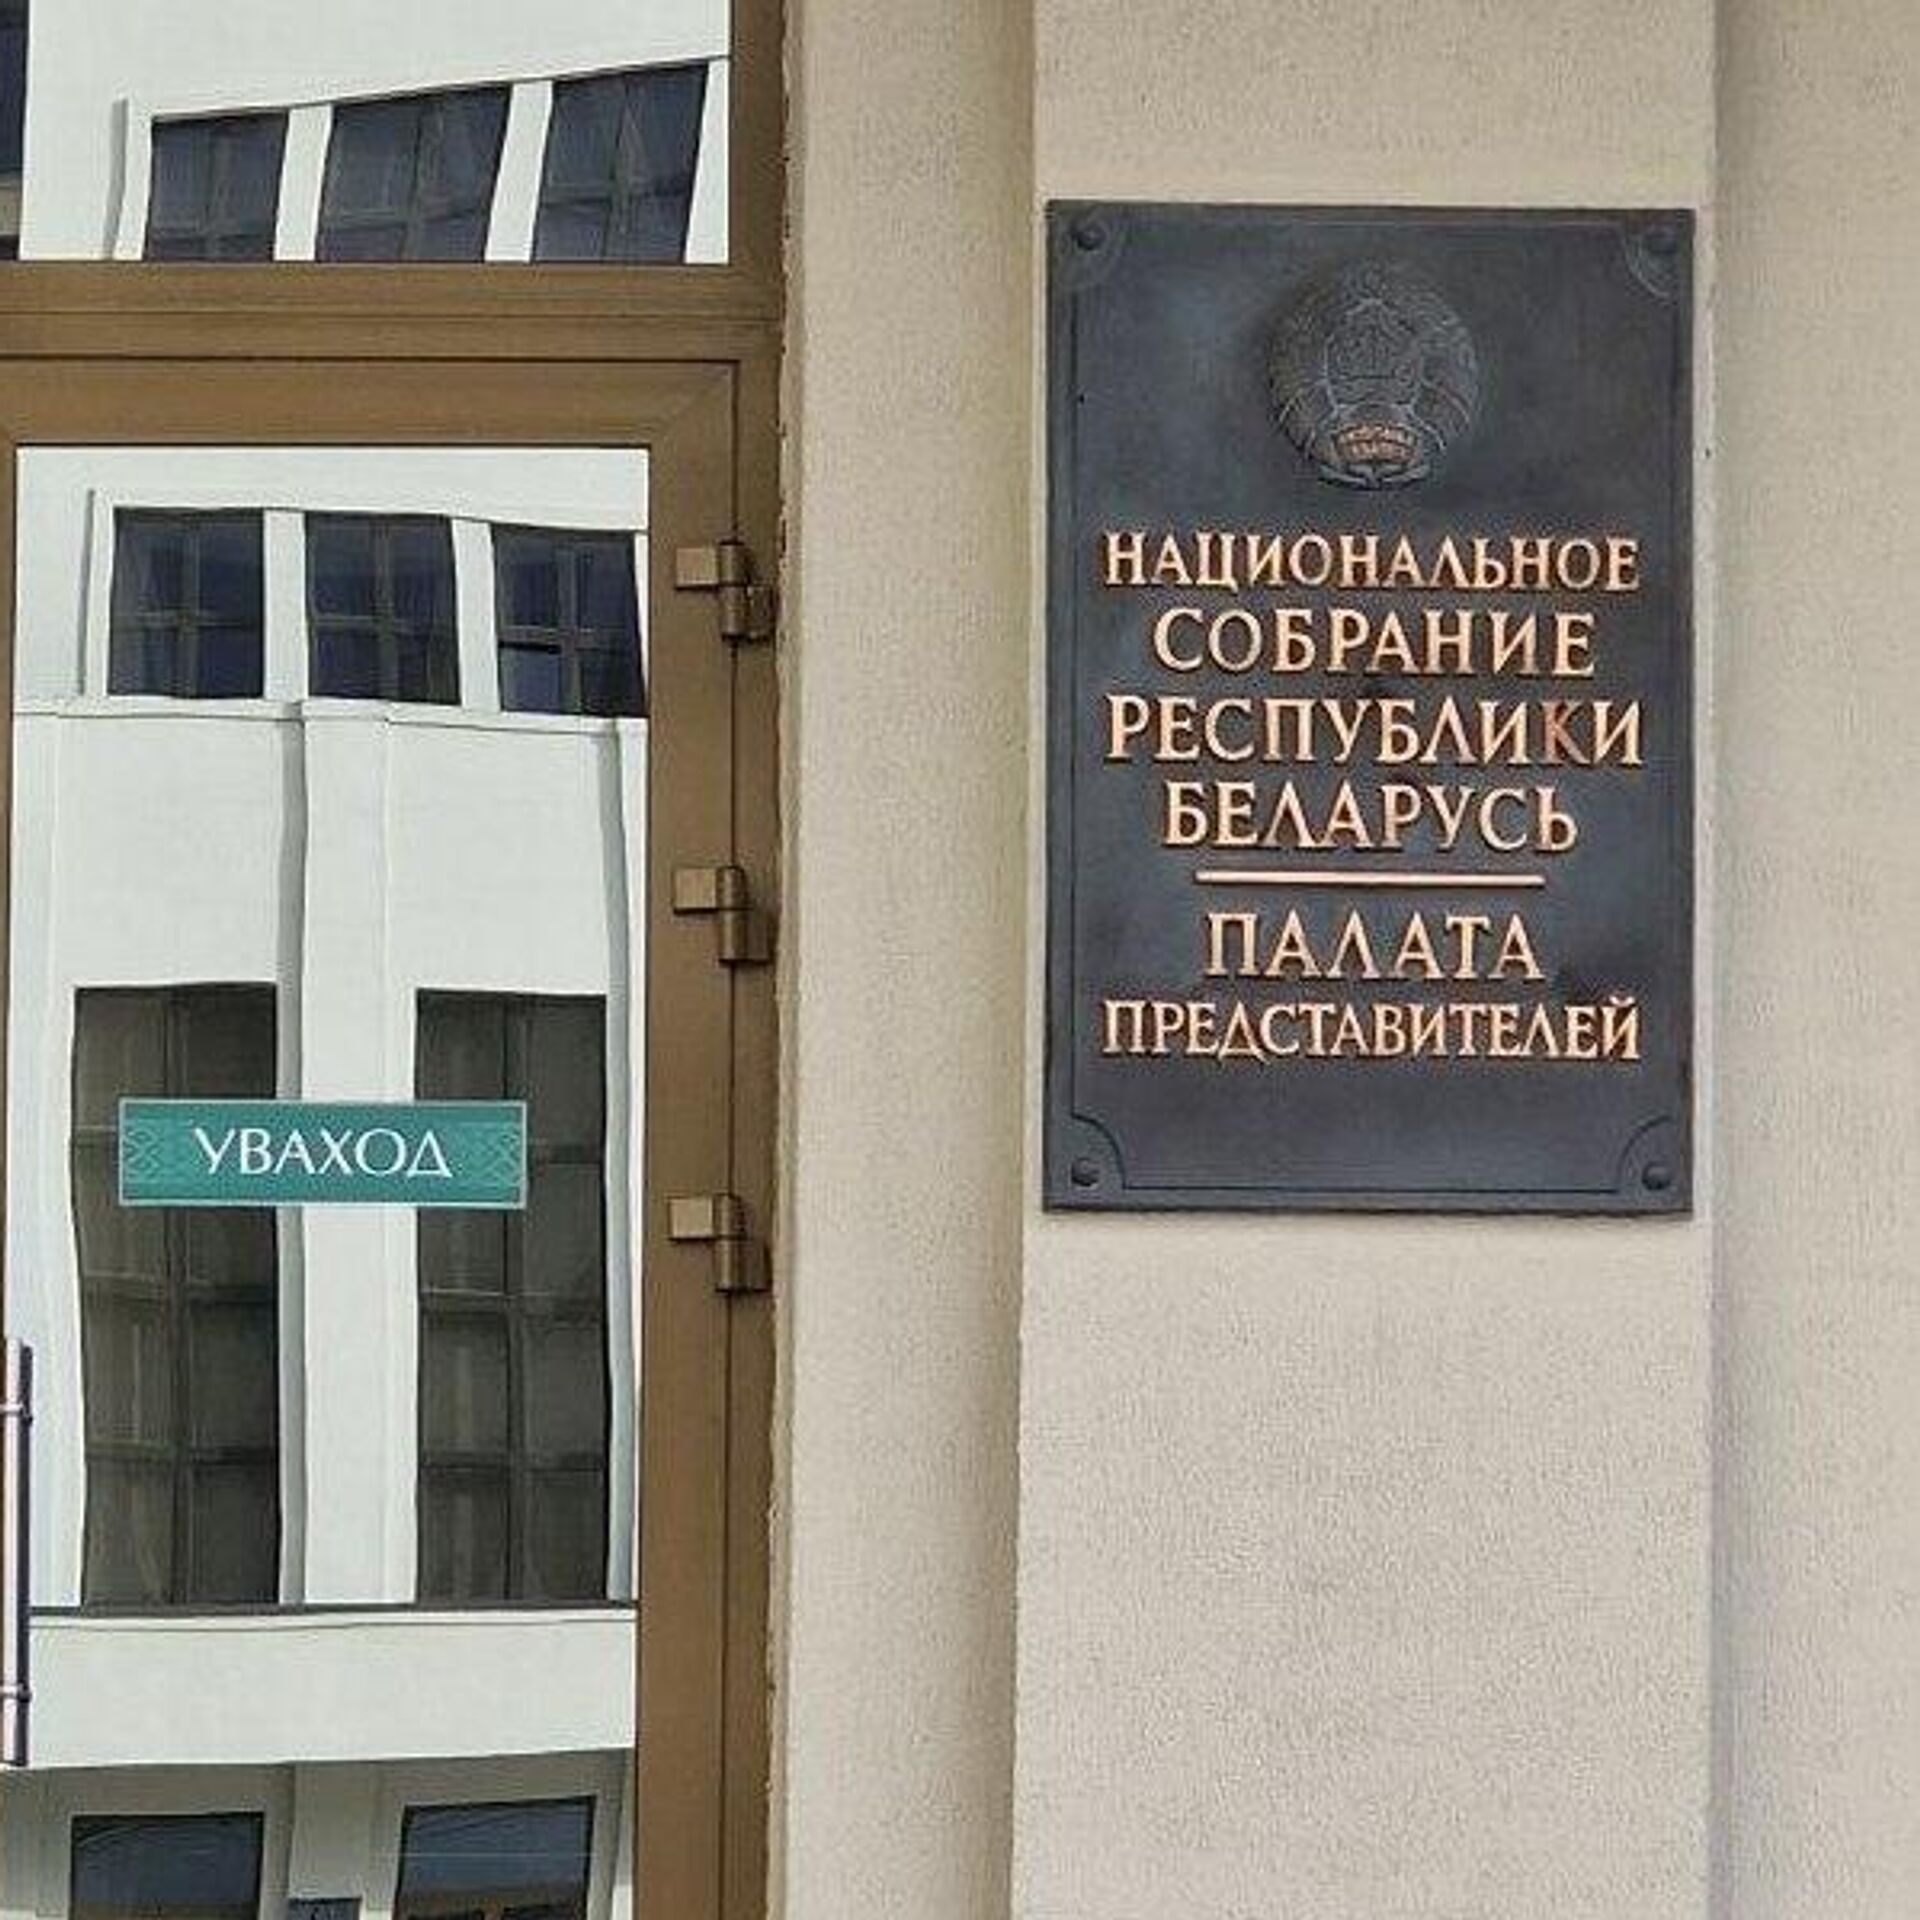 УВАХОД
НАЦИОНАЛЬНОЕ
СОБРАНИЕ
РЕСПУБЛИКИ
БЕЛАРУСЬ
ПАЛАТА
ПРЕДСТАВИТЕЛЕЙ